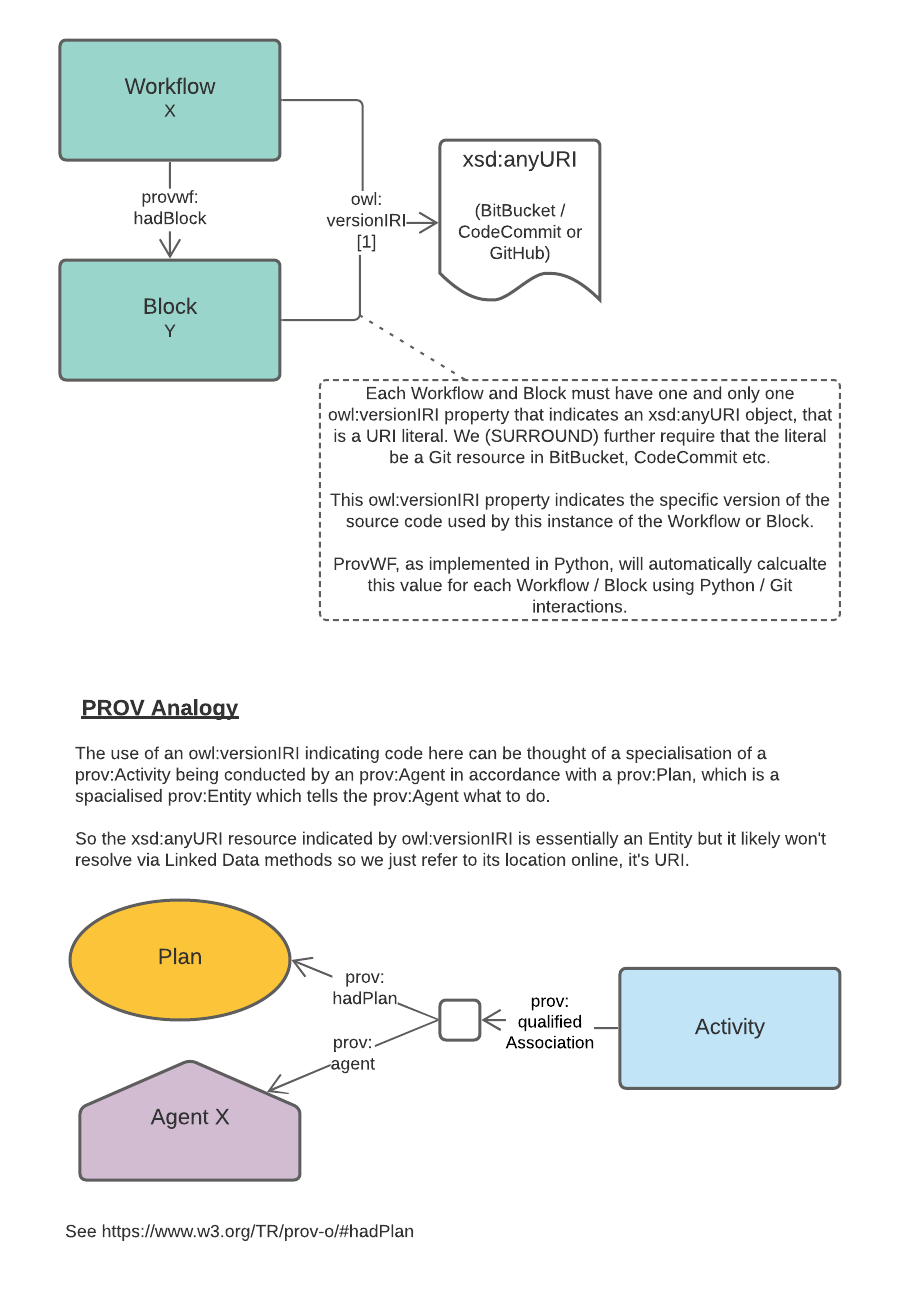 Workflow
X
provwf:
hadBlock
Block
Y
owl:
versionIRI
[1]
xsd:anyURI
(BitBucket /
CodeCommit or
GitHub)
Each Workflow and Block must have one and only one
owl:versionIRI property that indicates an xsd:anyURI object, that
is a URI literal. We (SURROUND) further require that the literal
be a Git resource in BitBucket, CodeCommit etc.
This owl:versionIRI property indicates the specific version of the
source code used by this instance of the Workflow or Block.
ProvWF, as implemented in Python, will automatically calcualte
this value for each Workflow / Block using Python / Git
interactions.
PROV Analogy
The use of an owl:versionIRI indicating code here can be thought of a specialisation of a
prov:Activity being conducted by an prov:Agent in accordance with a prov:Plan, which is a
spacialised prov:Entity which tells the prov:Agent what to do.
So the xsd:anyURI resource indicated by owl:versionIRI is essentially an Entity but it likely won't
resolve via Linked Data methods so we just refer to its location online, it's URI.
Plan
prov:
hadPlan
prov:
agent
Agent X
prov:
qualified
Association
Activity
See https://www.w3.org/TR/prov-o/#hadPlan